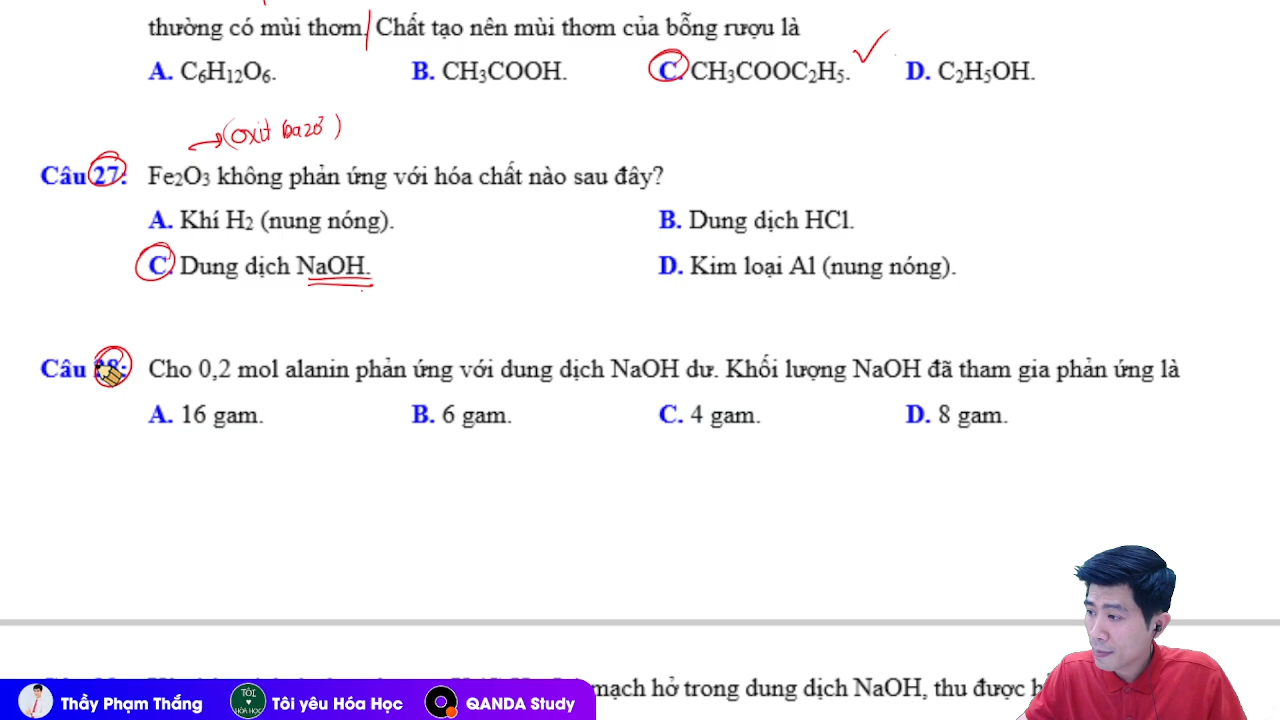 thường có mùi thơm. Chất tạo nên mùi thơm của bỗng rượu là
A. C6H12O6. B. CH3COOH. C. CH3COOC2H5. D. C2H5OH.
(oxit bazơ)
Câu 27: Fe2O3 không phản ứng với hóa chất nào sau đây?
A. Khí H2 (nung nóng). B. Dung dịch HCl.
C. Dung dịch NaOH. D. Kim loại Al (nung nóng).
Câu 28: Cho 0,2 mol alanin phản ứng với dung dịch NaOH dư. Khối lượng NaOH đã tham gia phản ứng là
A. 16 gam. B. 6 gam. C. 4 gam. D. 8 gam.
mạch hở trong dung dịch NaOH, thu được
Thầy Phạm Thắng TÔI YÊU HÓA HỌC Tôi yêu Hóa Học QANDA Study